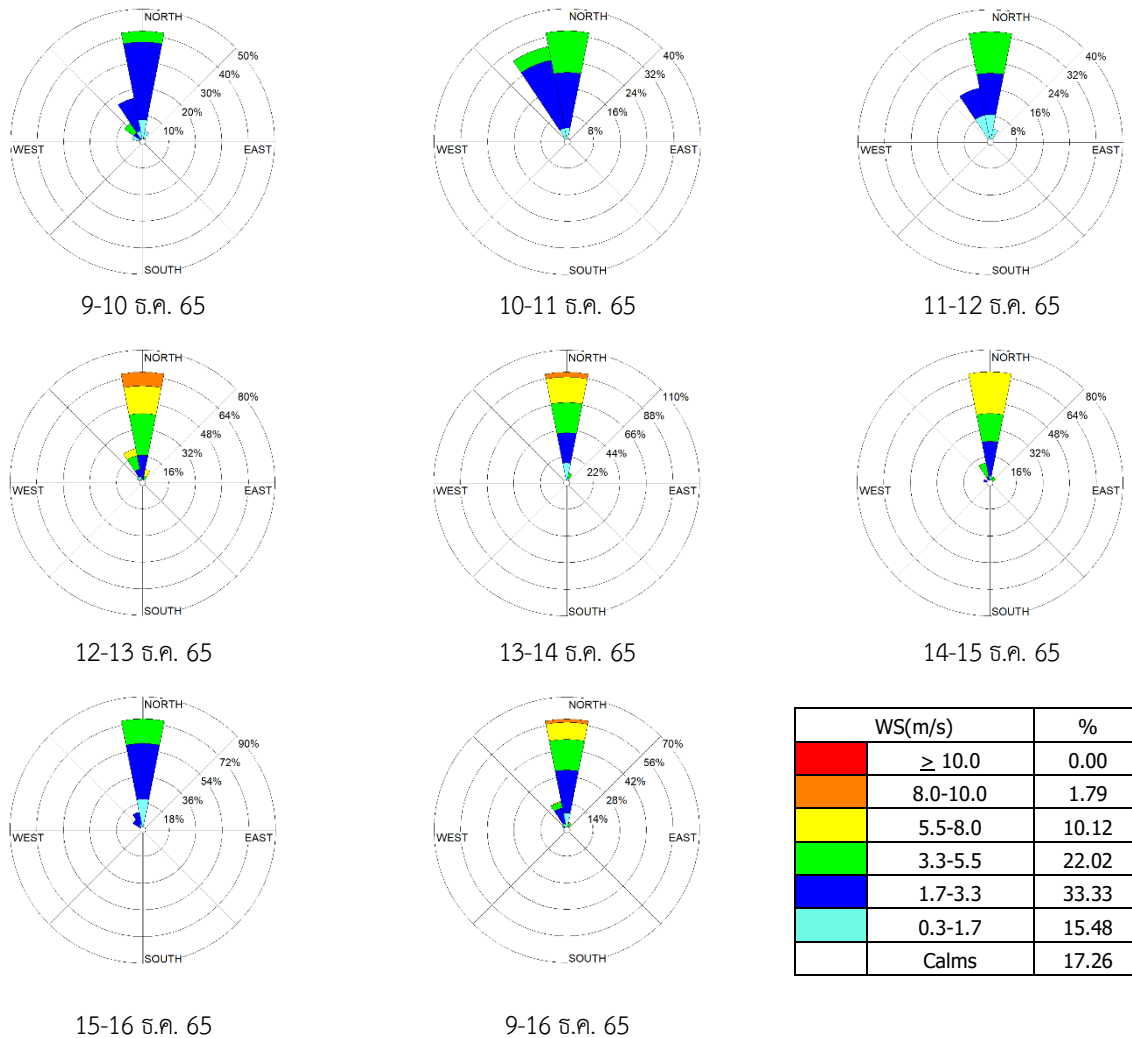 NORTH
50%
40%
30%
20%
10%
WEST
EAST
SOUTH
9-10 ธ.ค. 65
NORTH
40%
32%
24%
16%
8%
WEST
EAST
SOUTH
10-11 ธ.ค. 65
NORTH
40%
32%
24%
16%
8%
WEST
EAST
SOUTH
11-12 ธ.ค. 65
NORTH
80%
64%
48%
32%
16%
WEST
EAST
SOUTH
12-13 ธ.ค. 65
NORTH
110%
88%
66%
44%
22%
WEST
EAST
SOUTH
13-14 ธ.ค. 65
NORTH
80%
64%
48%
32%
16%
WEST
EAST
SOUTH
14-15 ธ.ค. 65
NORTH
90%
72%
54%
36%
18%
WEST
EAST
SOUTH
15-16 ธ.ค. 65
NORTH
70%
56%
42%
28%
14%
WEST
EAST
SOUTH
9-16 ธ.ค. 65
WS(m/s) %
≥ 10.0 0.00
8.0-10.0 1.79
5.5-8.0 10.12
3.3-5.5 22.02
1.7-3.3 33.33
0.3-1.7 15.48
Calms 17.26